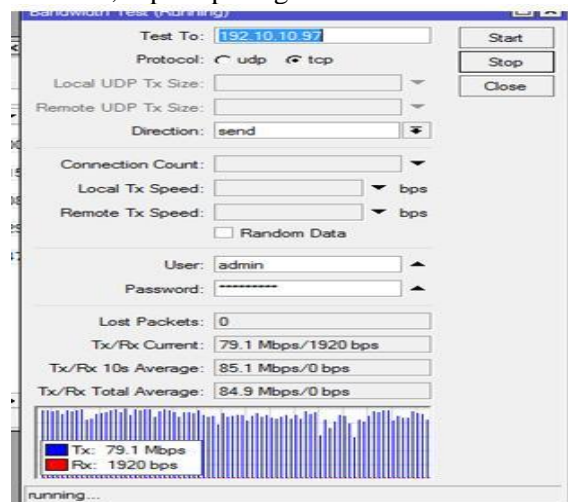 Bandwidth Test (Running)
Test To: 192.10.10.97
Start
Protocol: udp tcp
Stop
Local UDP Tx Size:
Close
Remote UDP Tx Size:
Direction: send
Connection Count:
Local Tx Speed: bps
Remote Tx Speed: bps
Random Data
User: admin
Password: *********
Lost Packets: 0
Tx/Rx Current: 79.1 Mbps/1920 bps
Tx/Rx 10s Average: 85.1 Mbps/0 bps
Tx/Rx Total Average: 84.9 Mbps/0 bps
Tx: 79.1 Mbps
Rx: 1920 bps
running...